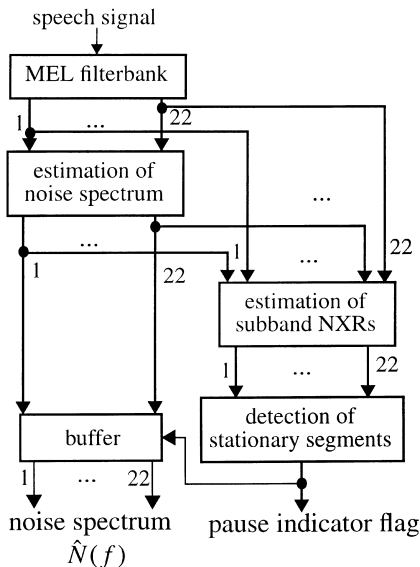 speech signal
MEL filterbank
1 ... 22
estimation of
noise spectrum
...
... 1 22
1 22 ...
estimation of
subband NXRs
1 ... 22
detection of
stationary segments
buffer
1 ... 22
noise spectrum
N̂(f)
pause indicator flag